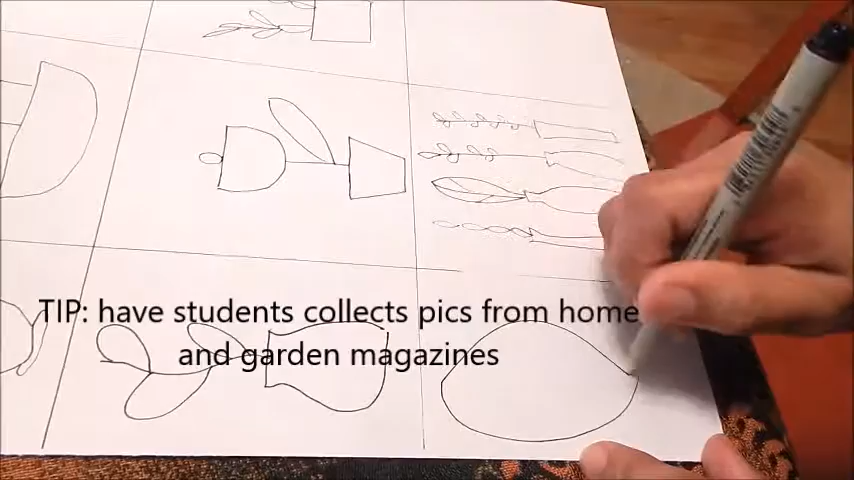 TIP: have students collects pics from home
and garden magazines